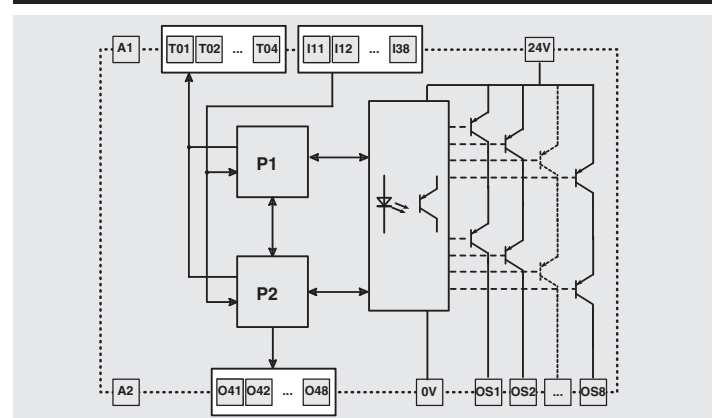 A1 T01 T02 ... T04 I11 I12 ... I38 24V
P1
P2
A2 O41 O42 ... O48 0V OS1 OS2 ... OS8